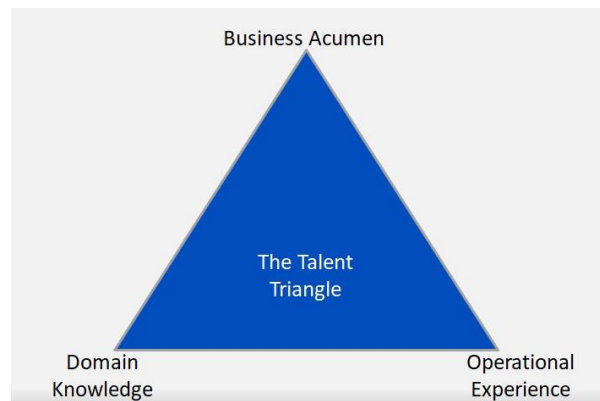 Business Acumen
The Talent
Triangle
Domain
Knowledge
Operational
Experience